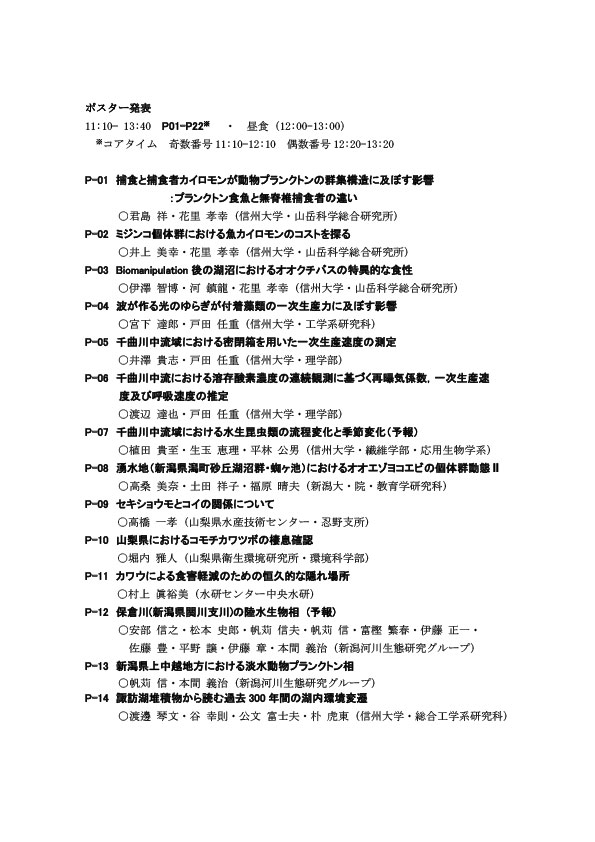 ポスター発表
11:10- 13:40 P01-P22※ ・ 昼食（12:00-13:00）
※コアタイム 奇数番号 11:10-12:10 偶数番号 12:20-13:20
P-01 捕食と捕食者カイロモンが動物プランクトンの群集構造に及ぼす影響
：プランクトン食魚と無脊椎捕食者の違い
○君島 祥・花里 孝幸（信州大学・山岳科学総合研究所）
P-02 ミジンコ個体群における魚カイロモンのコストを探る
○井上 美幸・花里 孝幸（信州大学・山岳科学総合研究所）
P-03 Biomanipulation 後の湖沼におけるオオクチバスの特異的な食性
○伊澤 智博・河 鎮龍・花里 孝幸（信州大学・山岳科学総合研究所）
P-04 波が作る光のゆらぎが付着藻類の一次生産力に及ぼす影響
○宮下 達郎・戸田 任重（信州大学・工学系研究科）
P-05 千曲川中流域における密閉箱を用いた一次生産速度の測定
○井澤 貴志・戸田 任重（信州大学・理学部）
P-06 千曲川中流における溶存酸素濃度の連続観測に基づく再曝気係数，一次生産速
度及び呼吸速度の推定
○渡辺 達也・戸田 任重（信州大学・理学部）
P-07 千曲川中流域における水生昆虫類の流程変化と季節変化（予報）
○植田 貴至・生玉 恵理・平林 公男（信州大学・繊維学部・応用生物学系）
P-08 湧水地（新潟県潟町砂丘湖沼群・蜘ヶ池）におけるオオエゾヨコエビの個体群動態Ⅱ
○高桑 美奈・土田 祥子・福原 晴夫（新潟大・院・教育学研究科）
P-09 セキショウモとコイの関係について
○高橋 一孝（山梨県水産技術センター・忍野支所）
P-10 山梨県におけるコモチカワツボの棲息確認
○堀内 雅人（山梨県衛生環境研究所・環境科学部）
P-11 カワウによる食害軽減のための恒久的な隠れ場所
○村上 眞裕美（水研センター中央水研）
P-12 保倉川(新潟県関川支川)の陸水生物相 （予報）
○安部 信之・松本 史郎・帆苅 信夫・帆苅 信・富樫 繁春・伊藤 正一・
佐藤 豊・平野 譲・伊藤 章・本間 義治（新潟河川生態研究グループ）
P-13 新潟県上中越地方における淡水動物プランクトン相
○帆苅 信・本間 義治（新潟河川生態研究グループ）
P-14 諏訪湖堆積物から読む過去 300 年間の湖内環境変遷
○渡邊 琴文・谷 幸則・公文 富士夫・朴 虎東（信州大学・総合工学系研究科）